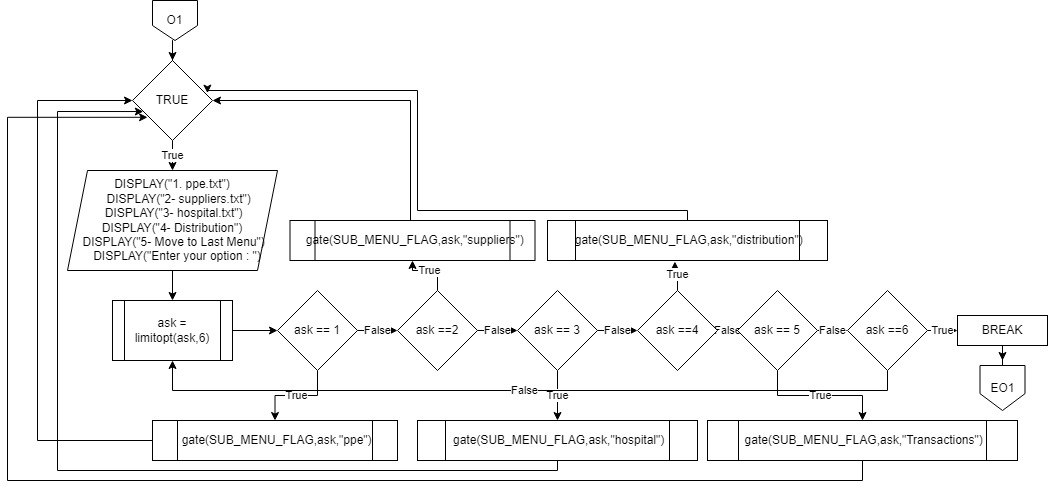 O1
TRUE
True
DISPLAY("1. ppe.txt")
DISPLAY("2- suppliers.txt")
DISPLAY("3- hospital.txt")
DISPLAY("4- Distribution")
DISPLAY("5- Move to Last Menu")
DISPLAY("Enter your option : ")
gate(SUB_MENU_FLAG,ask,"suppliers")
gate(SUB_MENU_FLAG,ask,"distribution")
True
True
ask =
limitopt(ask,6)
ask == 1
False
ask ==2
False
ask == 3
False
ask ==4
False
ask == 5
False
ask ==6
True
BREAK
False
True
True
True
EO1
gate(SUB_MENU_FLAG,ask,"ppe")
gate(SUB_MENU_FLAG,ask,"hospital")
gate(SUB_MENU_FLAG,ask,"Transactions")